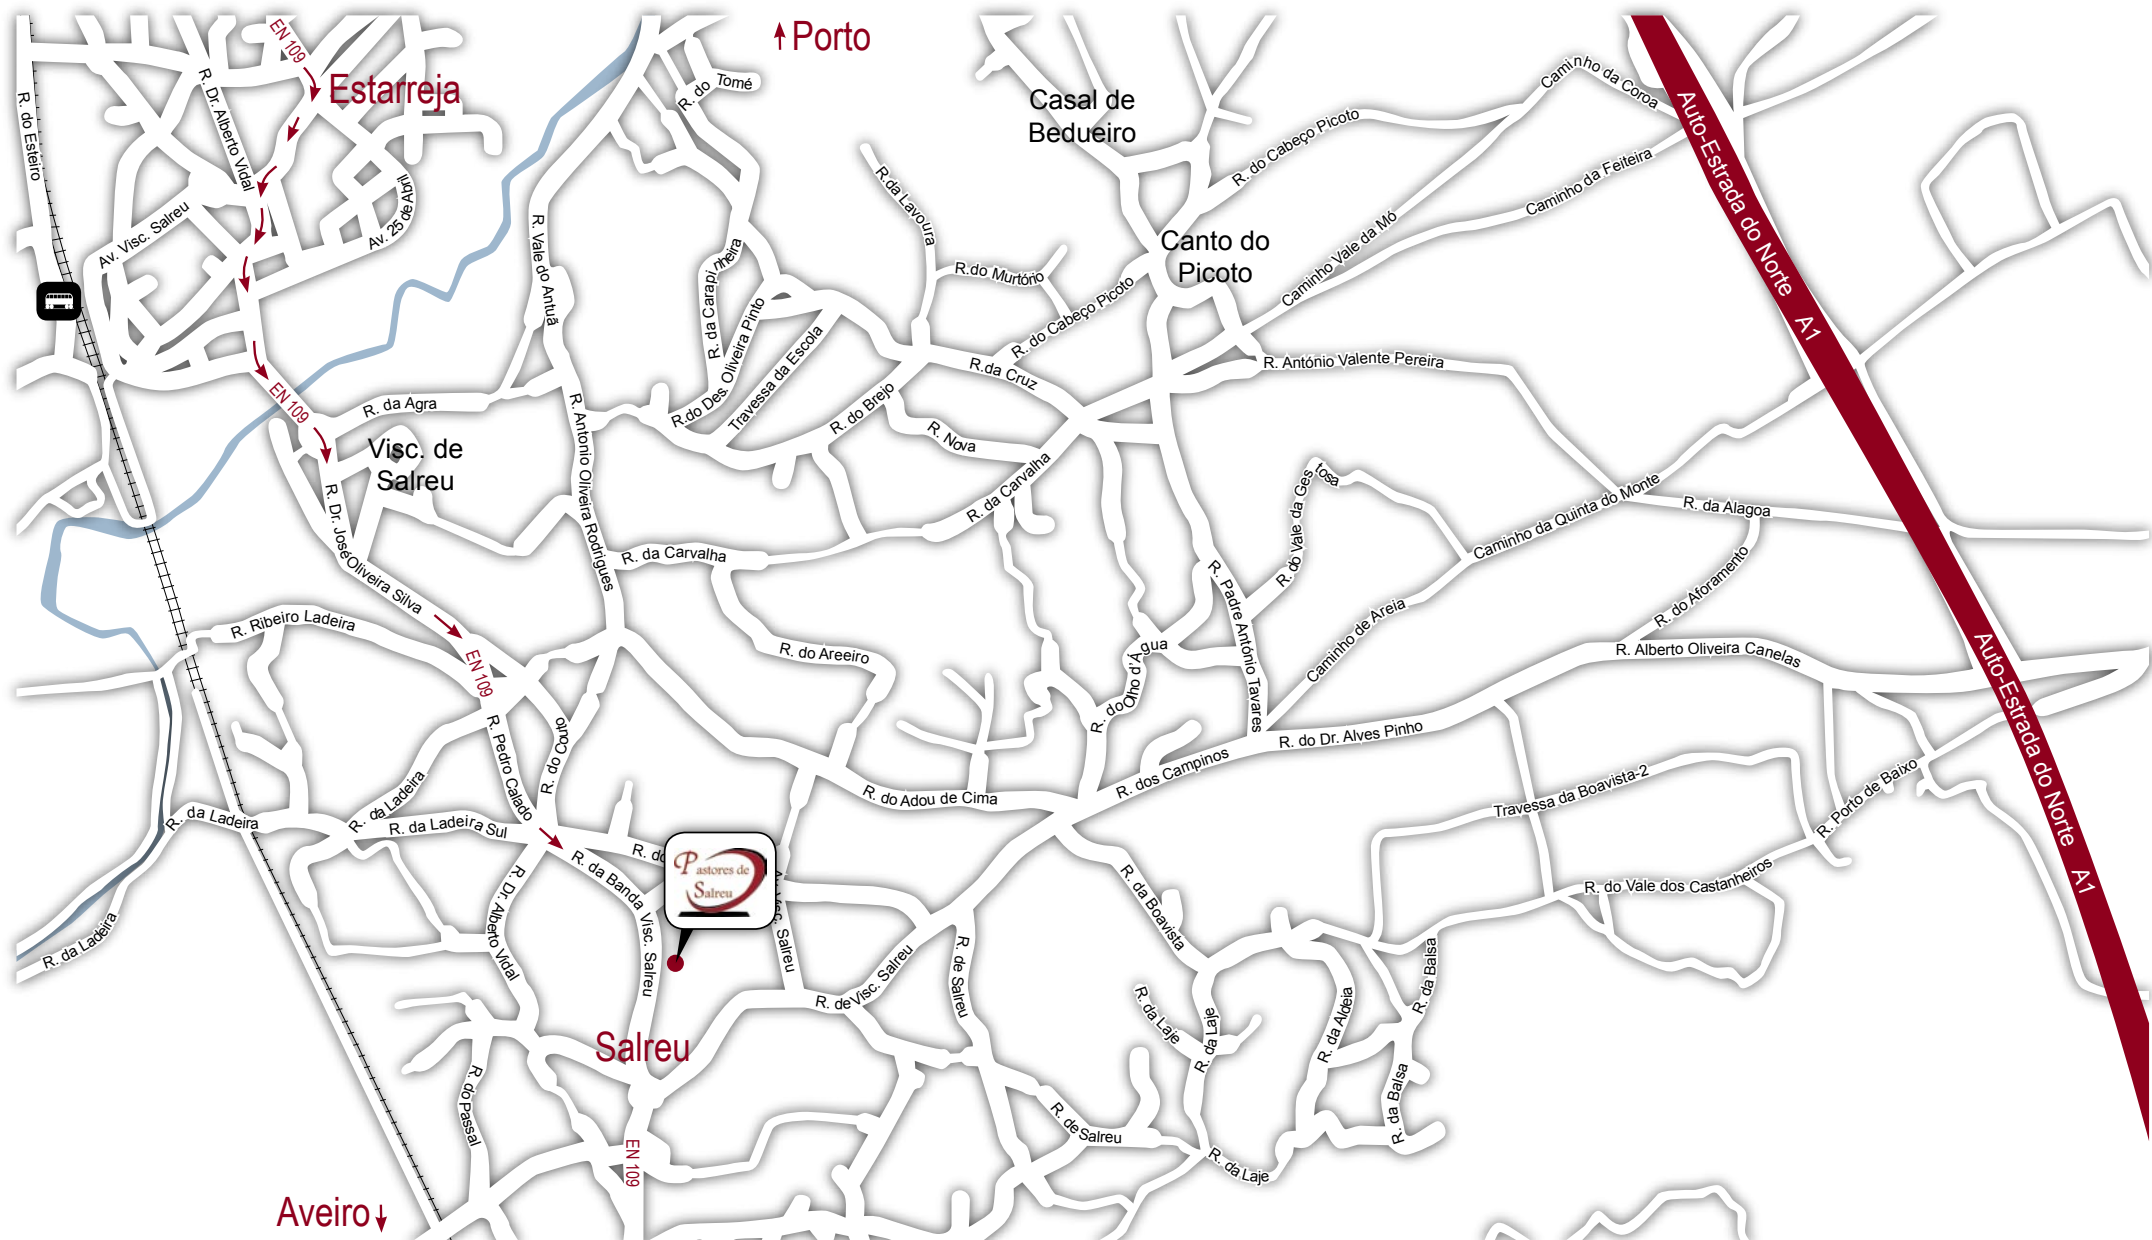 EN 109
Porto
Estarreja
R. do Tomé
R. do Esteiro
R. Dr. Alberto Vidal
Casal de
Bedueiro
Caminho da Coroa
Auto-Estrada do Norte A1
R. do Cabeço Picoto
Caminho da Feiteira
Av. Visc. Salreu
Av. 25 de Abril
R. Vale do Antuã
R.da Lavoura
R.do Murtório
Canto do
Picoto
Caminho Vale da Mó
R. da Carapinheira
R.do Des. Oliveira Pinto
Travessa da Escola
R. do Cabeço Picoto
R.da Cruz
R. António Valente Pereira
EN 109
R. da Agra
R. do Brejo
R. Nova
Visc. de
Salreu
R. Antonio Oliveira Rodrigues
R. da Carvalha
R. do Vale da Gestosa
Caminho da Quinta do Monte
R. da Alagoa
R. Dr. José Oliveira Silva
R. da Carvalha
R. Padre António Tavares
R. do Aforamento
Caminho de Areia
R. Ribeiro Ladeira
EN 109
R. do Areeiro
R. do Olho d'Água
R. Alberto Oliveira Canelas
Auto-Estrada do Norte A1
R. Pedro Calado
R. do Couto
R. do Dr. Alves Pinho
R. dos Campinos
R. do Adou de Cima
Travessa da Boavista-2
R. Porto de Baixo
R. da Ladeira
R. da Ladeira
R. da Ladeira Sul
R. do
Pastores de
Salreu
R. da Banda Visc. Salreu
Av. Visc. Salreu
R. Dr. Alberto Vidal
R. da Boavista
R. do Vale dos Castanheiros
R. da Ladeira
R. de Visc. Salreu
R. de Salreu
R. da Balsa
R. da Laje
R. da Laje
R. da Aldeia
Salreu
R. do Passal
R. da Balsa
R. de Salreu
EN 109
R. da Laje
Aveiro